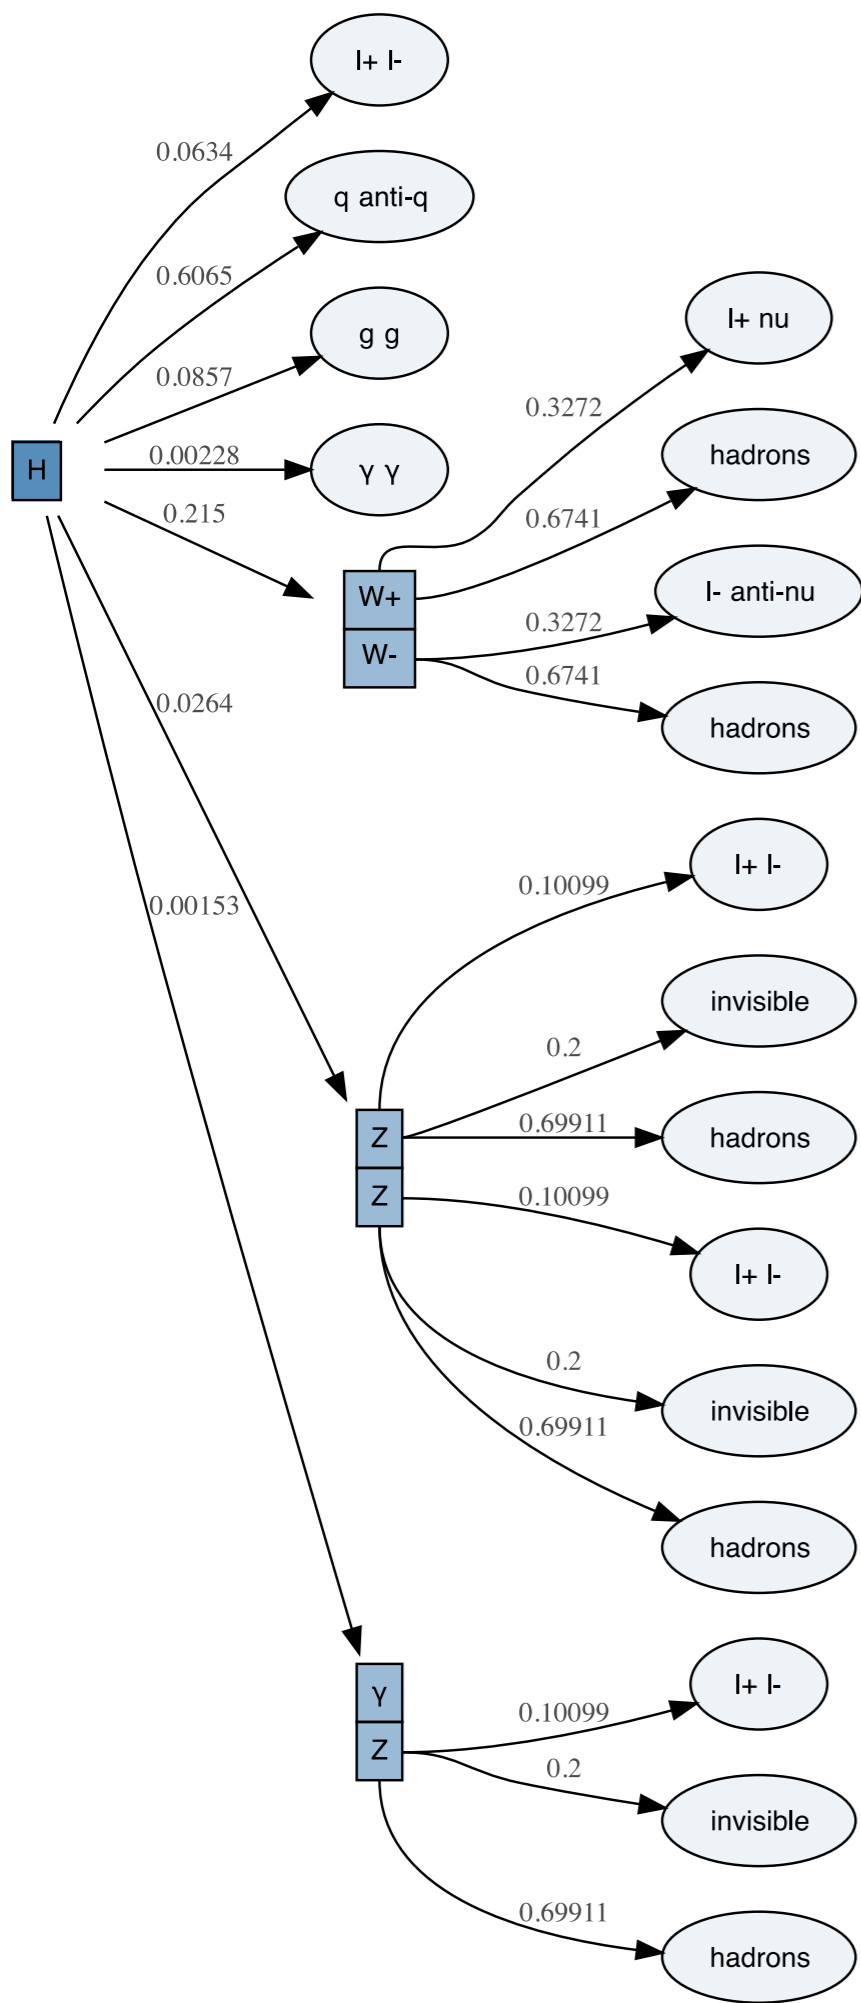 l+ l-
0.0634
q anti-q
0.6065
g g
0.0857
H
0.00228
γ γ
0.215
l+ nu
0.3272
hadrons
0.6741
W+
l- anti-nu
0.3272
W-
0.6741
hadrons
0.0264
l+ l-
0.10099
0.00153
invisible
0.2
0.69911
Z
hadrons
Z
0.10099
l+ l-
0.2
invisible
0.69911
hadrons
l+ l-
γ
0.10099
Z
0.2
invisible
0.69911
hadrons